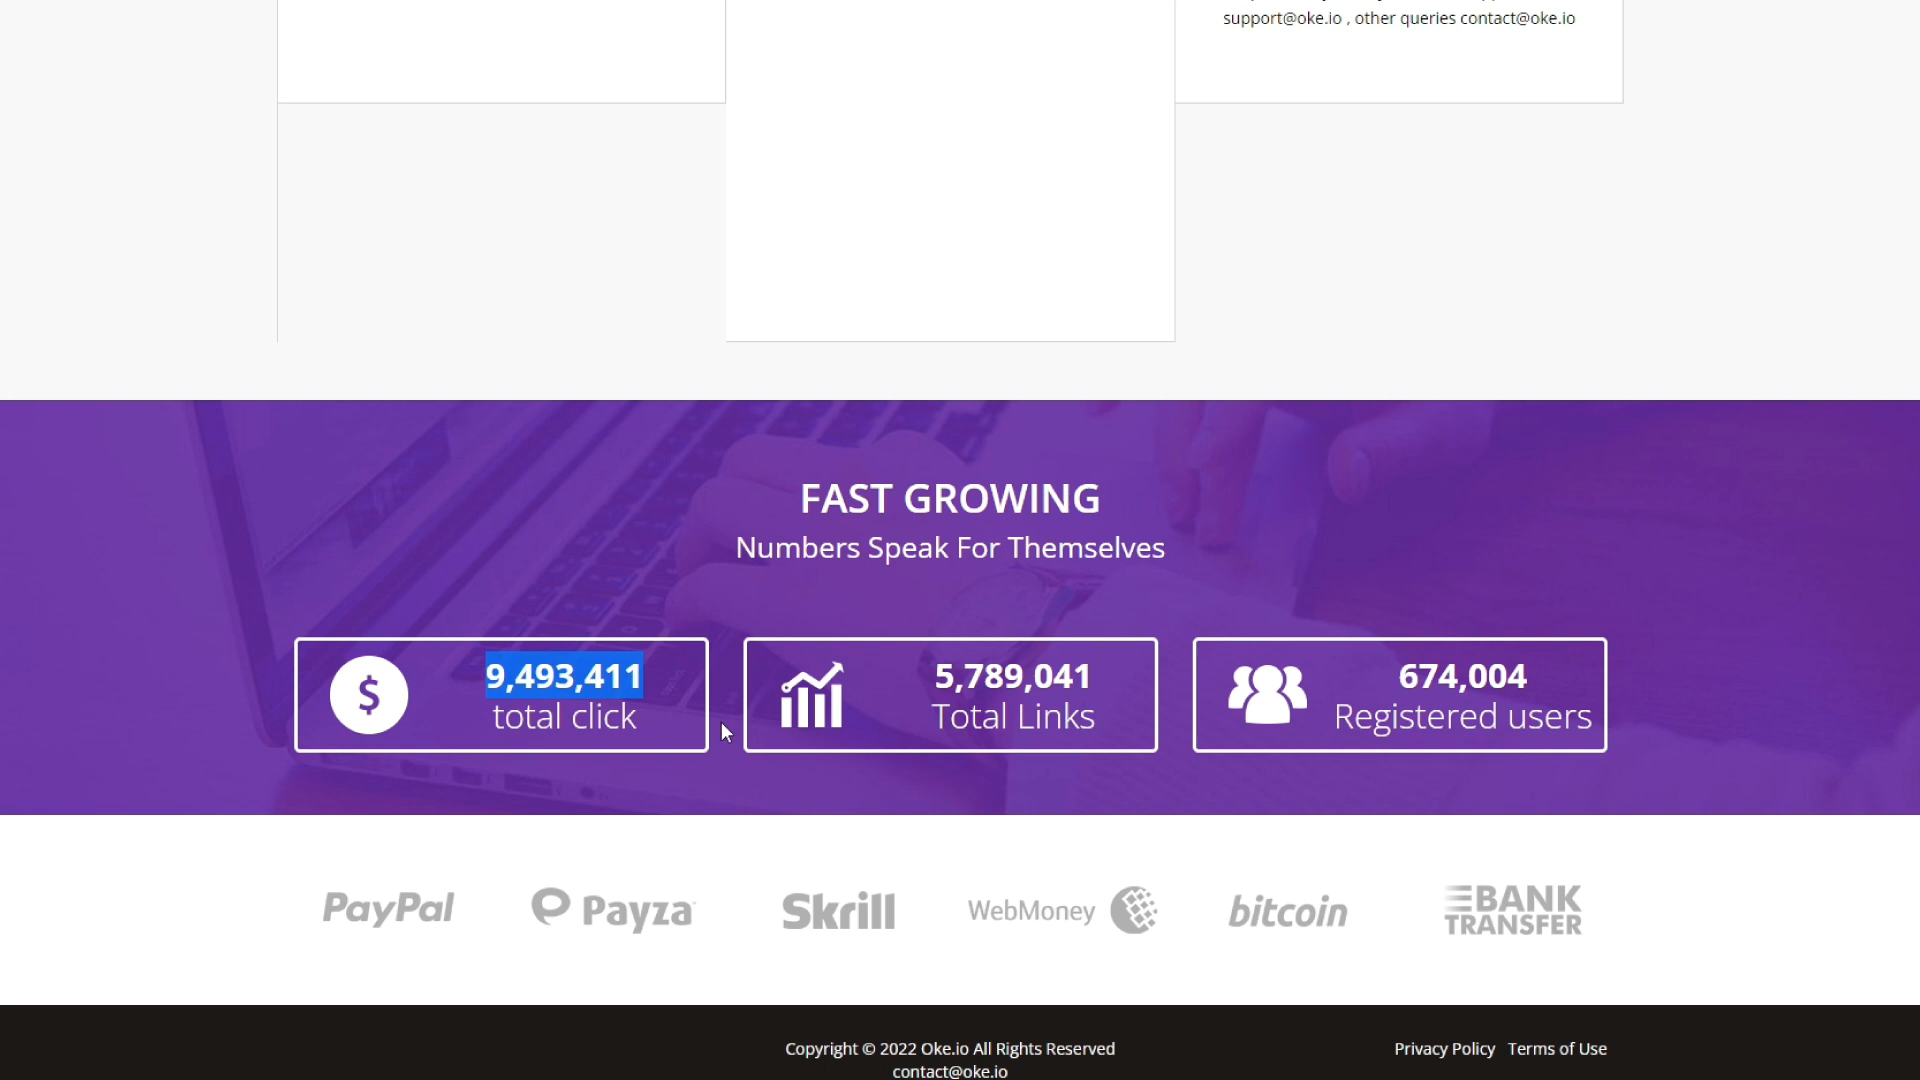 support@oke.io , other queries contact@oke.io
FAST GROWING
Numbers Speak For Themselves
$
9,493,411
total click
5,789,041
Total Links
674,004
Registered users
PayPal
Payza
Skrill
WebMoney
bitcoin
BANK
TRANSFER
Copyright © 2022 Oke.io All Rights Reserved
contact@oke.io
Privacy Policy Terms of Use